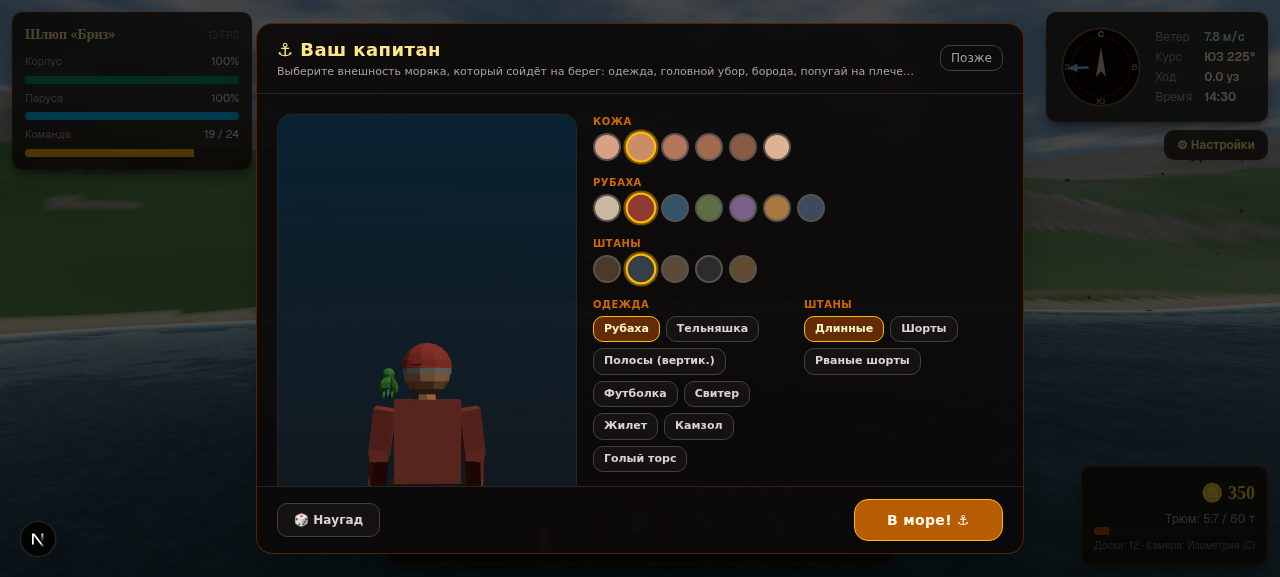 Шлюп «Бриз»
13 FPS
Корпус 100%
Паруса 100%
Команда 19 / 24
⚓ Ваш капитан
Выберите внешность моряка, который сойдёт на берег: одежда, головной убор, борода, попугай на плече…
Позже
КОЖА
РУБАХА
ШТАНЫ
ОДЕЖДА
Рубаха Тельняшка
Полосы (вертик.)
Футболка Свитер
Жилет Камзол
Голый торс
ШТАНЫ
Длинные Шорты
Рваные шорты
🎲 Наугад
В море! ⚓
С
В
Ю
З
Ветер 7.8 м/с
Курс ЮЗ 225°
Ход 0.0 уз
Время 14:30
⚙ Настройки
350
Трюм: 5.7 / 60 т
Доски: 12 · Камера: Изометрия (C)
N